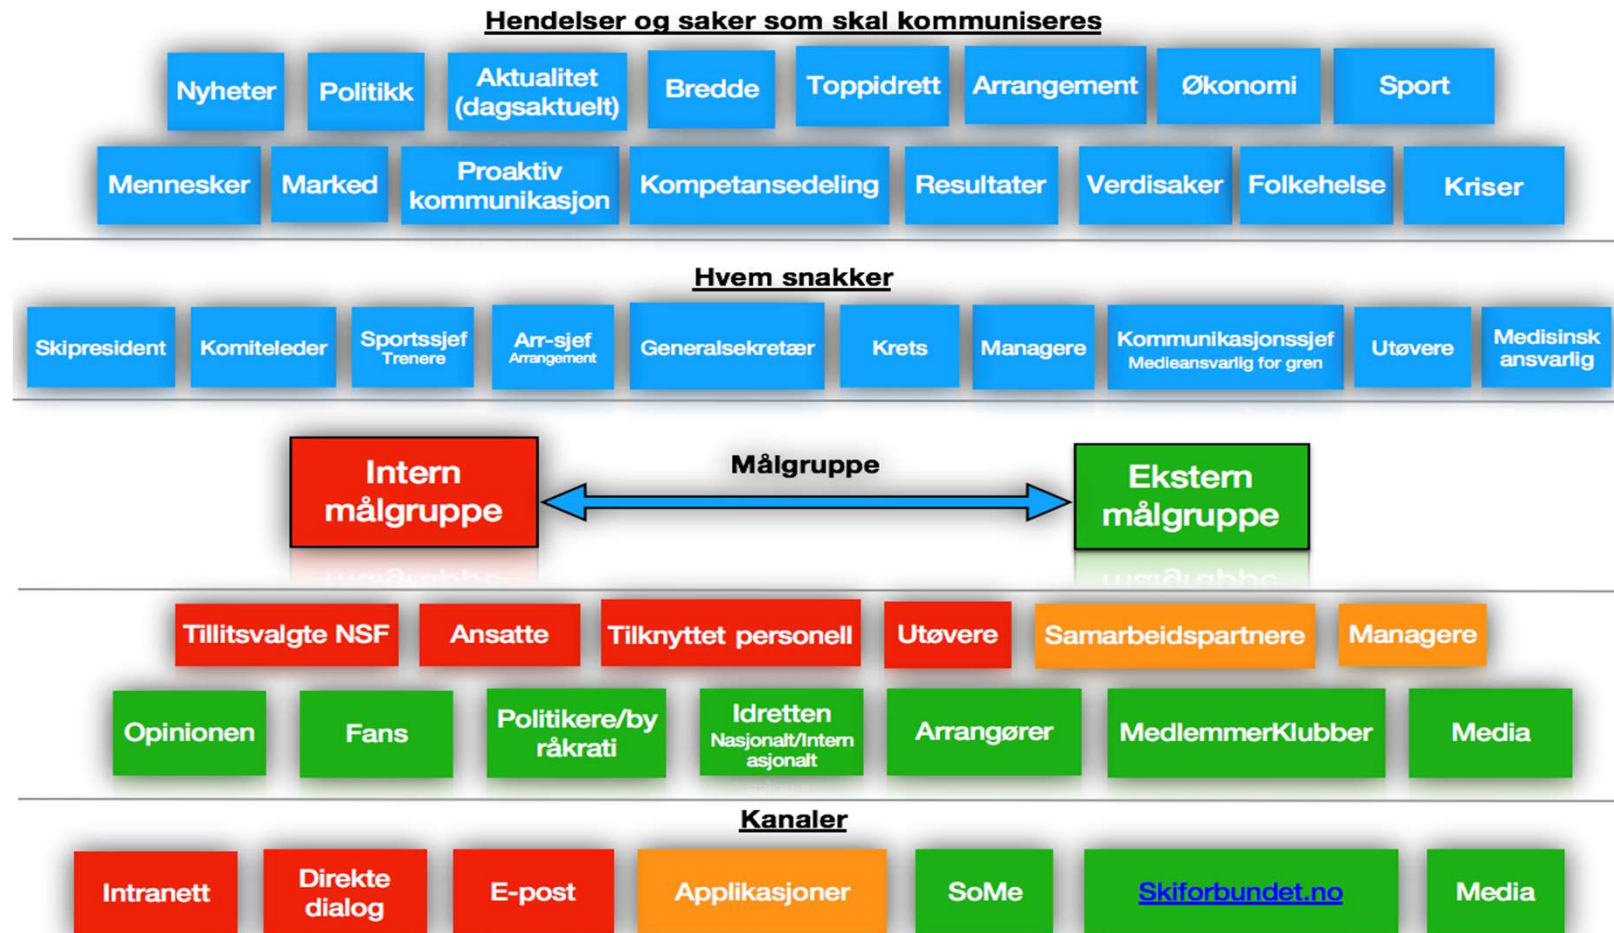 Hendelser og saker som skal kommuniseres
Nyheter
Politikk
Aktualitet
(dagsaktuelt)
Bredde
Toppidrett
Arrangement
Økonomi
Sport
Mennesker
Marked
Proaktiv
kommunikasjon
Kompetansedeling
Resultater
Verdisaker
Folkehelse
Kriser
Hvem snakker
Skipresident
Komiteleder
Sportssjef
Trenere
Arr-sjef
Arrangement
Generalsekretær
Krets
Managere
Kommunikasjonssjef
Medieansvarlig for gren
Utøvere
Medisinsk
ansvarlig
Intern
målgruppe
Målgruppe
Ekstern
målgruppe
Tillitsvalgte NSF
Ansatte
Tilknyttet personell
Utøvere
Samarbeidspartnere
Managere
Opinionen
Fans
Politikere/by
råkrati
Idretten
Nasjonalt/Intern
asjonalt
Arrangører
MedlemmerKlubber
Media
Kanaler
Intranett
Direkte
dialog
E-post
Applikasjoner
SoMe
Skiforbundet.no
Media